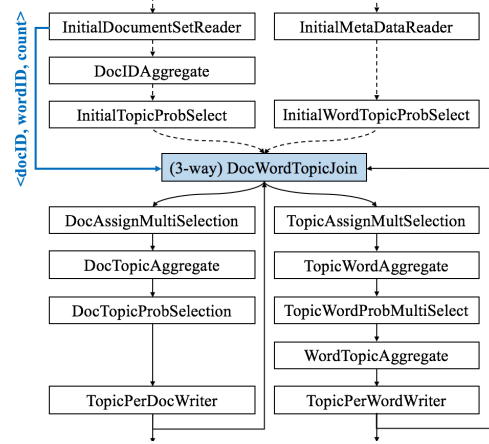 <docID, wordID, count>
InitialDocumentSetReader
InitialMetaDataReader
DocIDAggregate
InitialTopicProbSelect
InitialWordTopicProbSelect
(3-way) DocWordTopicJoin
DocAssignMultiSelection
TopicAssignMultSelection
DocTopicAggregate
TopicWordAggregate
DocTopicProbSelection
TopicWordProbMultiSelect
WordTopicAggregate
TopicPerDocWriter
TopicPerWordWriter